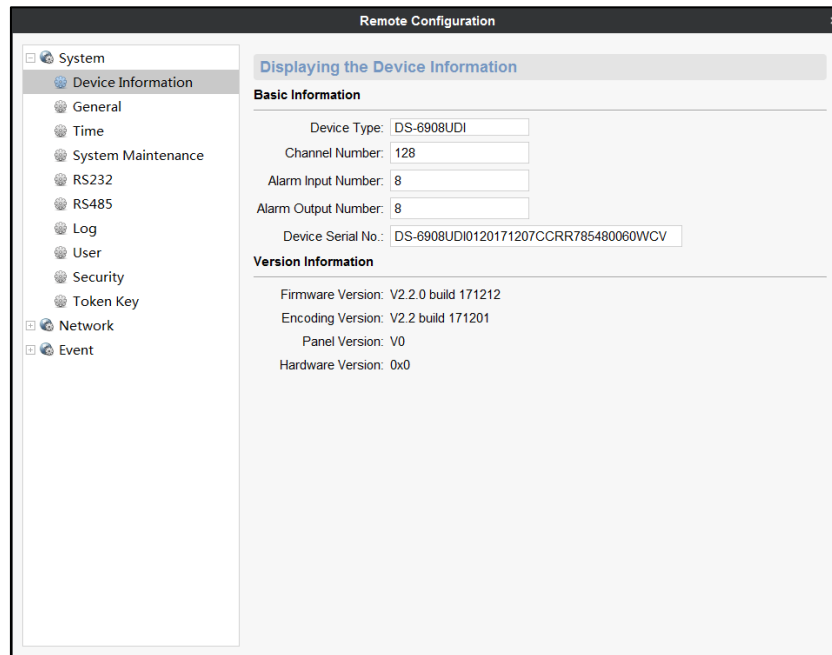 Remote Configuration
System
Device Information
General
Time
System Maintenance
RS232
RS485
Log
User
Security
Token Key
Network
Event
Displaying the Device Information
Basic Information
Device Type: DS-6908UDI
Channel Number: 128
Alarm Input Number: 8
Alarm Output Number: 8
Device Serial No.: DS-6908UDI0120171207CCRR785480060WCV
Version Information
Firmware Version: V2.2.0 build 171212
Encoding Version: V2.2 build 171201
Panel Version: V0
Hardware Version: 0x0